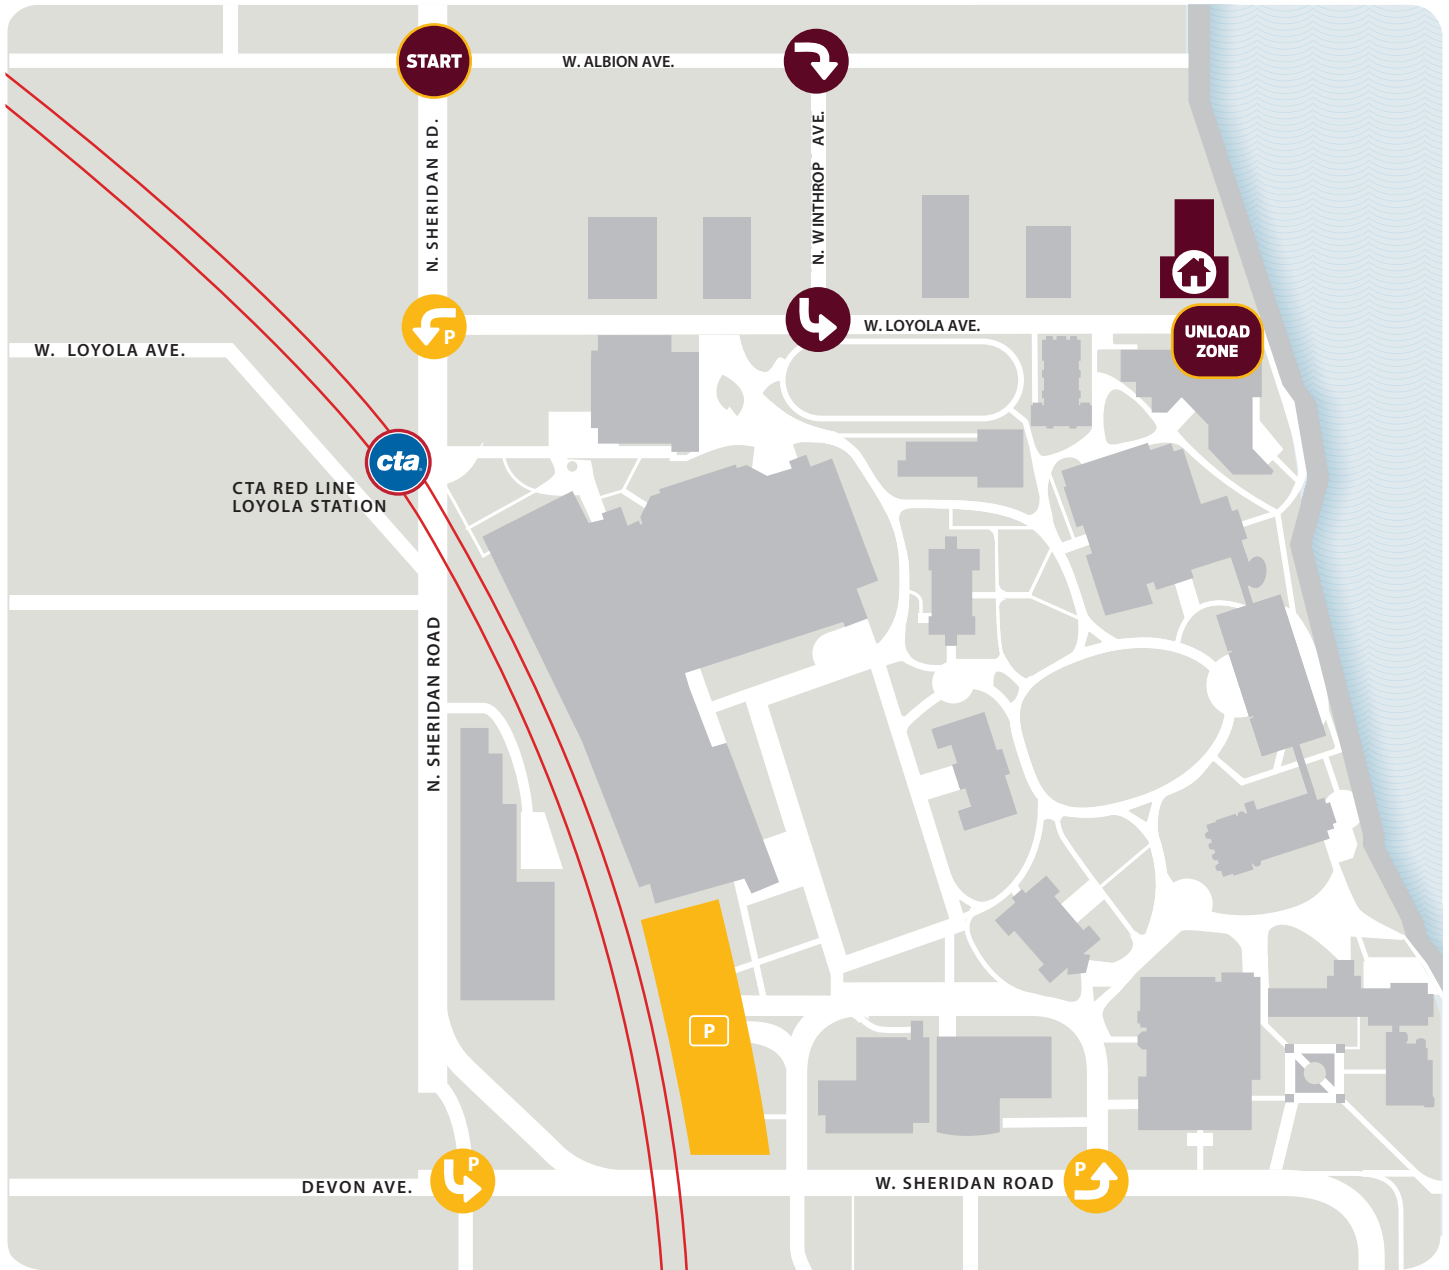 START
W. ALBION AVE.
N. SHERIDAN RD.
N. WINTHROP AVE.
P
W. LOYOLA AVE.
UNLOAD
ZONE
W. LOYOLA AVE.
cta
CTA RED LINE
LOYOLA STATION
N. SHERIDAN ROAD
P
P
DEVON AVE.
W. SHERIDAN ROAD
P